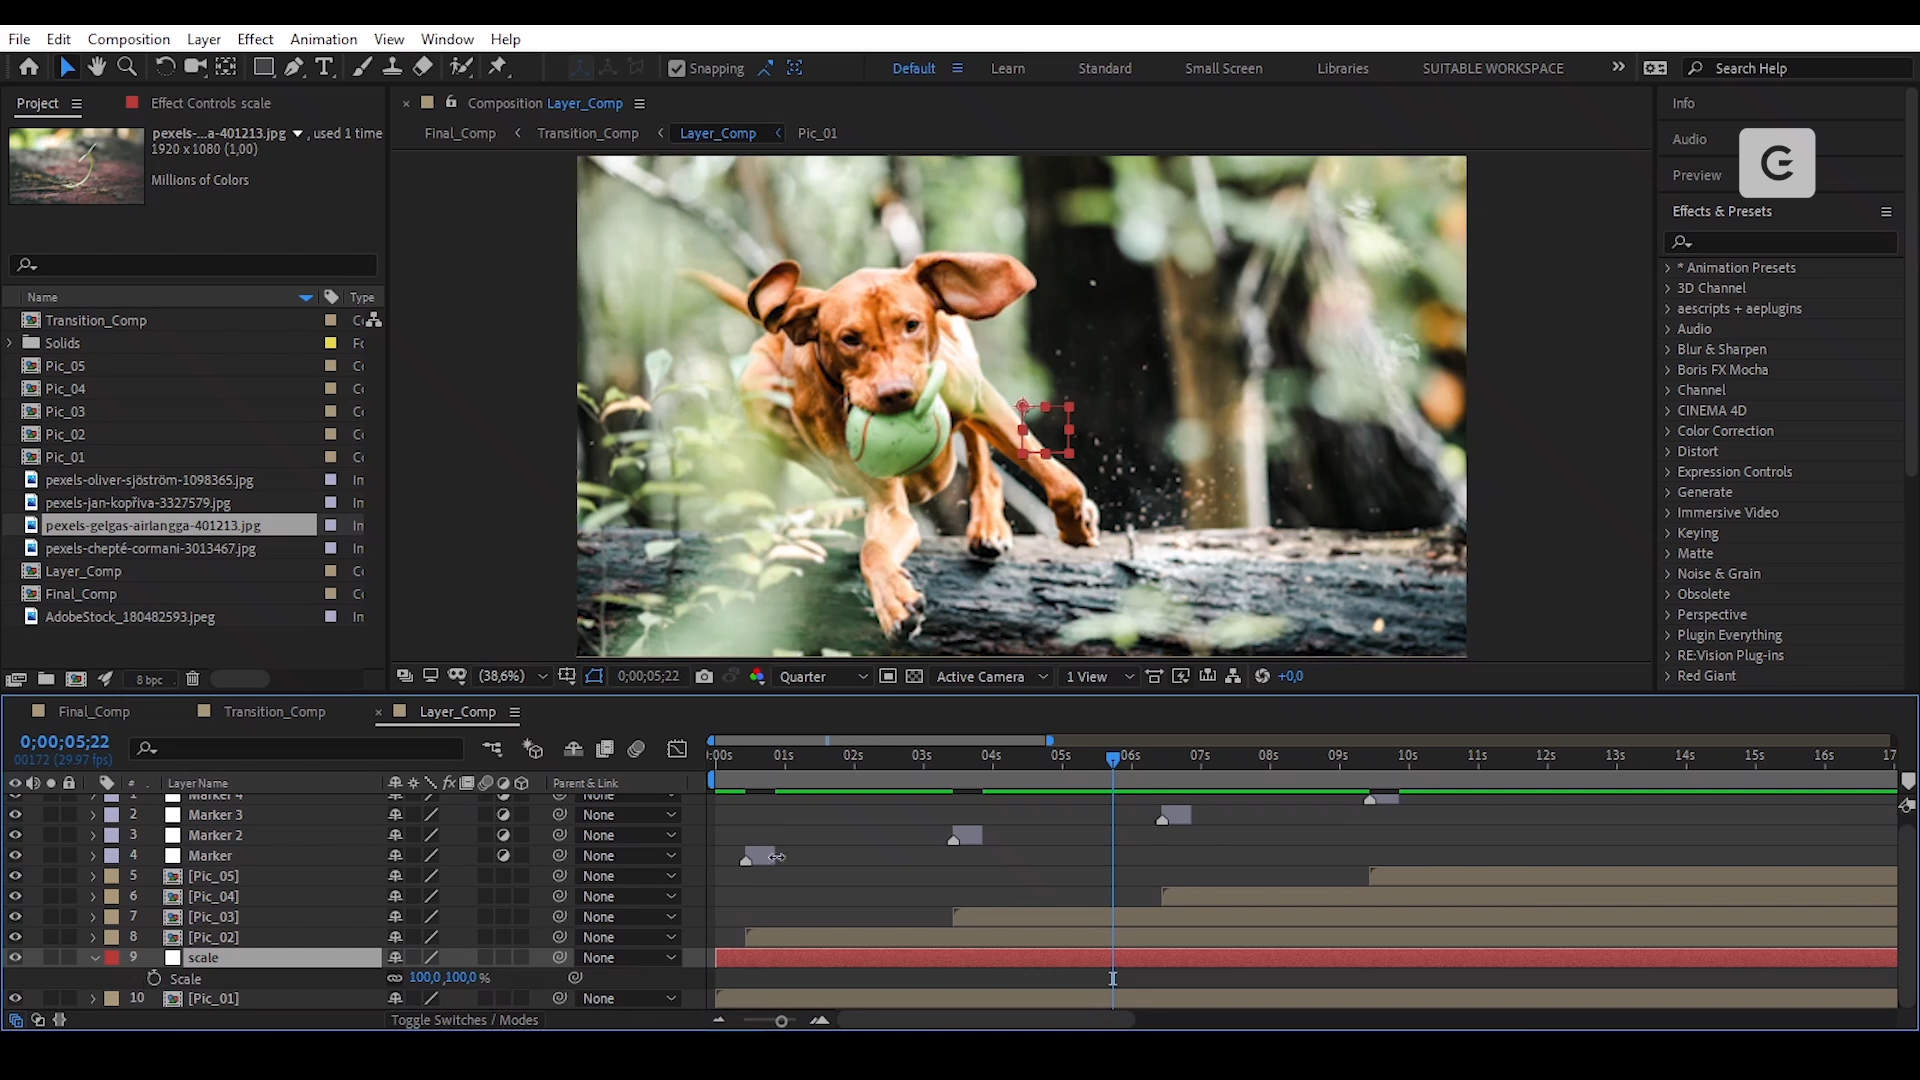 File Edit Composition Layer Effect Animation View Window Help
Snapping Default Learn Standard Small Screen Libraries SUITABLE WORKSPACE Search Help
Project Effect Controls scale
pexels-...a-401213.jpg , used 1 time
1920 x 1080 (1,00)
Millions of Colors
Name Type
Transition_Comp
Solids
Pic_05
Pic_04
Pic_03
Pic_02
Pic_01
pexels-oliver-sjöström-1098365.jpg In
pexels-jan-kopřiva-3327579.jpg In
pexels-gelgas-airlangga-401213.jpg In
pexels-chepté-cormani-3013467.jpg In
Layer_Comp
Final_Comp
AdobeStock_180482593.jpeg In
8 bpc
Composition Layer_Comp
Final_Comp Transition_Comp Layer_Comp Pic_01
(38,6%) 0;00;05;22 Quarter Active Camera 1 View +0,0
Info
Audio
Preview
G
Effects & Presets
* Animation Presets
3D Channel
aescripts + aeplugins
Audio
Blur & Sharpen
Boris FX Mocha
Channel
CINEMA 4D
Color Correction
Distort
Expression Controls
Generate
Immersive Video
Keying
Matte
Noise & Grain
Obsolete
Perspective
Plugin Everything
RE:Vision Plug-ins
Red Giant
Final_Comp Transition_Comp Layer_Comp
0;00;05;22
00172 (29.97 fps)
:00s 01s 02s 03s 04s 05s 06s 07s 08s 09s 10s 11s 12s 13s 14s 15s 16s 17
# Layer Name fx Parent & Link
1 Marker 4 None
2 Marker 3 None
3 Marker 2 None
4 Marker None
5 [Pic_05] None
6 [Pic_04] None
7 [Pic_03] None
8 [Pic_02] None
9 scale None
Scale 100,0,100,0 %
10 [Pic_01] None
Toggle Switches / Modes